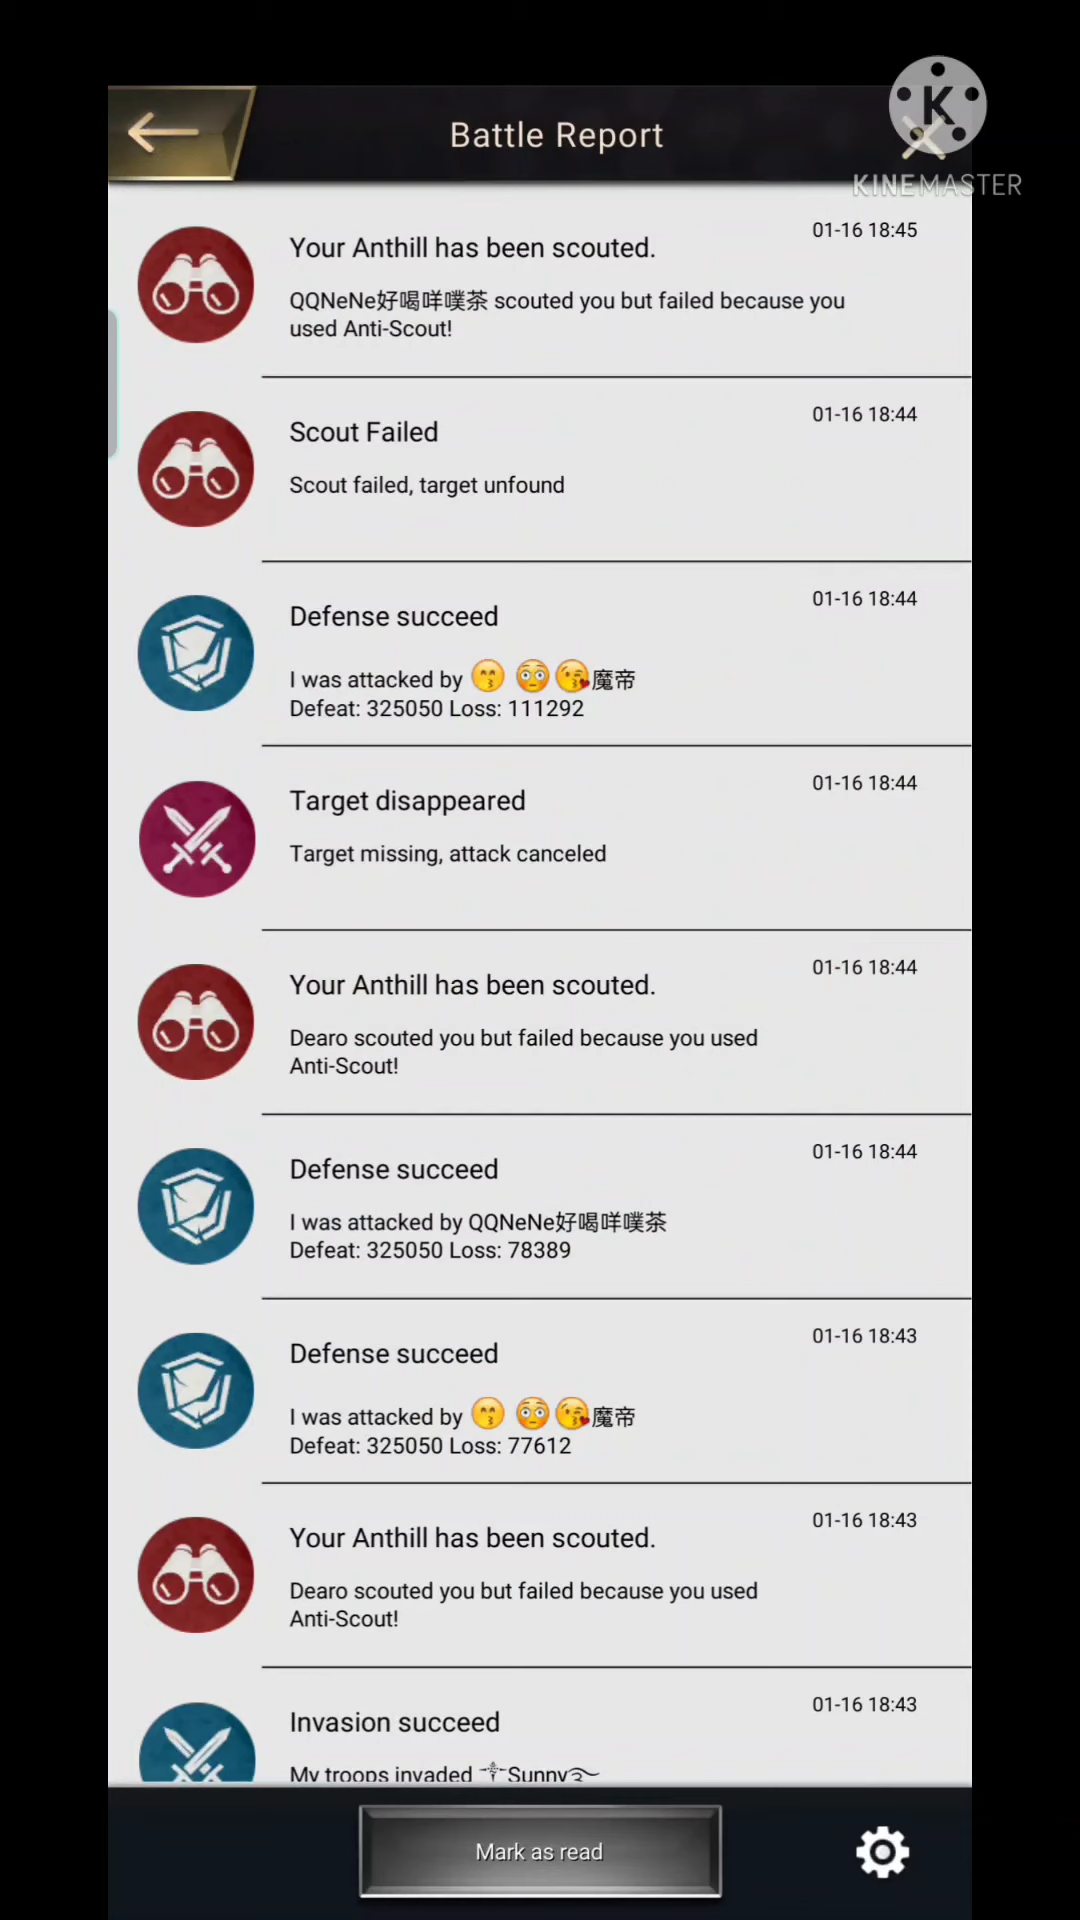 Battle Report
KINEMASTER
01-16 18:45
Your Anthill has been scouted.
QQNeNe好喝咩噗茶 scouted you but failed because you
used Anti-Scout!
01-16 18:44
Scout Failed
Scout failed, target unfound
01-16 18:44
Defense succeed
I was attacked by 😙 😳 😘魔帝
Defeat: 325050 Loss: 111292
01-16 18:44
Target disappeared
Target missing, attack canceled
01-16 18:44
Your Anthill has been scouted.
Dearo scouted you but failed because you used
Anti-Scout!
01-16 18:44
Defense succeed
I was attacked by QQNeNe好喝咩噗茶
Defeat: 325050 Loss: 78389
01-16 18:43
Defense succeed
I was attacked by 😙 😳 😘魔帝
Defeat: 325050 Loss: 77612
01-16 18:43
Your Anthill has been scouted.
Dearo scouted you but failed because you used
Anti-Scout!
01-16 18:43
Invasion succeed
My troops invaded Sunny
Mark as read